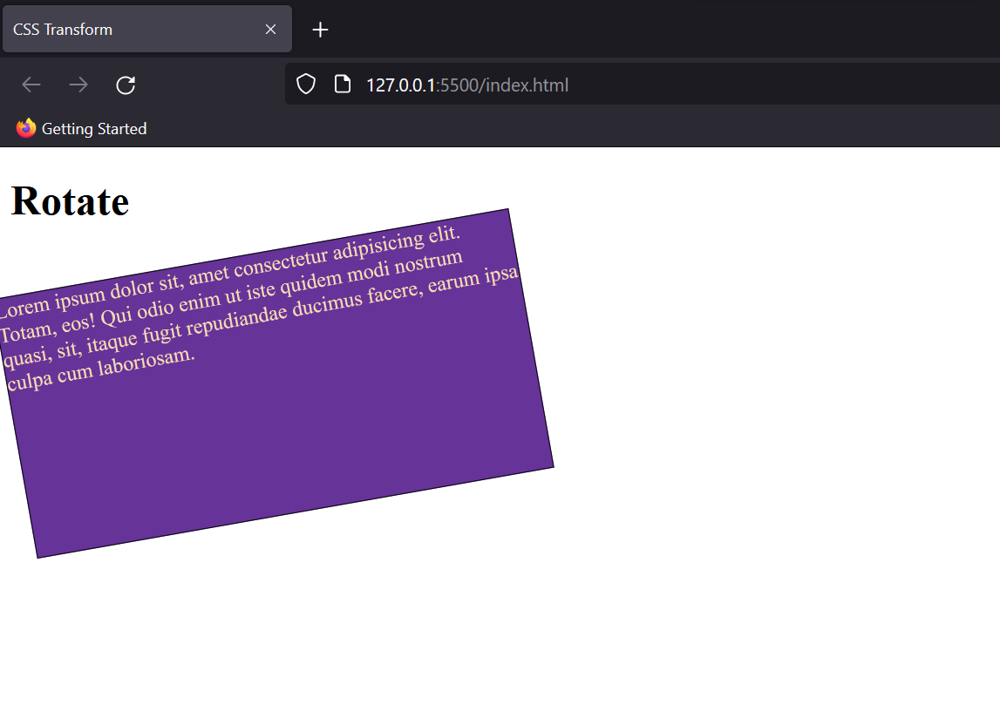 CSS Transform
127.0.0.1:5500/index.html
Getting Started
Rotate
Lorem ipsum dolor sit, amet consectetur adipisicing elit.
Totam, eos! Qui odio enim ut iste quidem modi nostrum
quasi, sit, itaque fugit repudiandae ducimus facere, earum ipsa
culpa cum laboriosam.